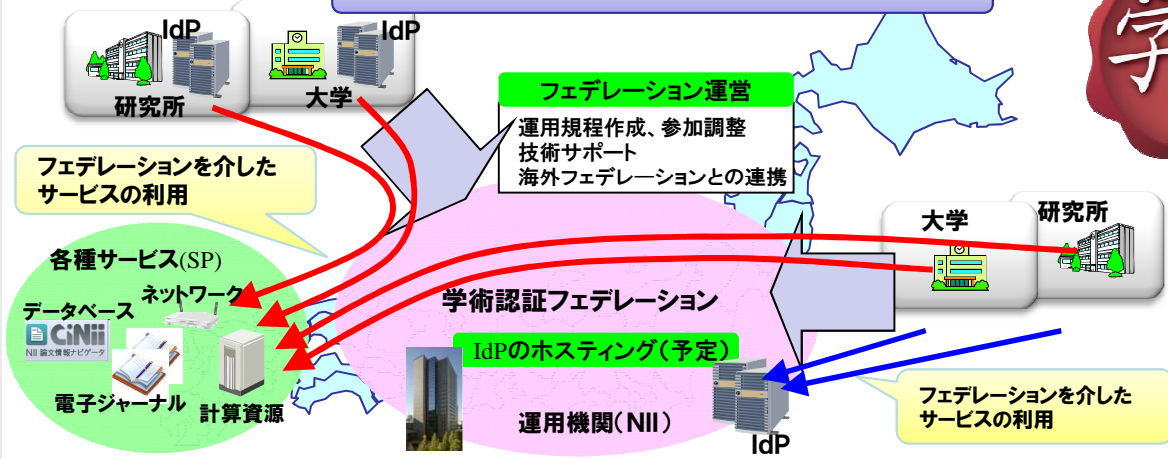 IdP
IdP
研究所
大学
学
フェデレーション運営
運用規程作成、参加調整
技術サポート
海外フェデレーションとの連携
フェデレーションを介した
サービスの利用
大学
研究所
各種サービス(SP)
ネットワーク
データベース
CiNii
NII 論文情報ナビゲータ
電子ジャーナル
計算資源
学術認証フェデレーション
IdPのホスティング(予定)
運用機関(NII)
IdP
フェデレーションを介した
サービスの利用